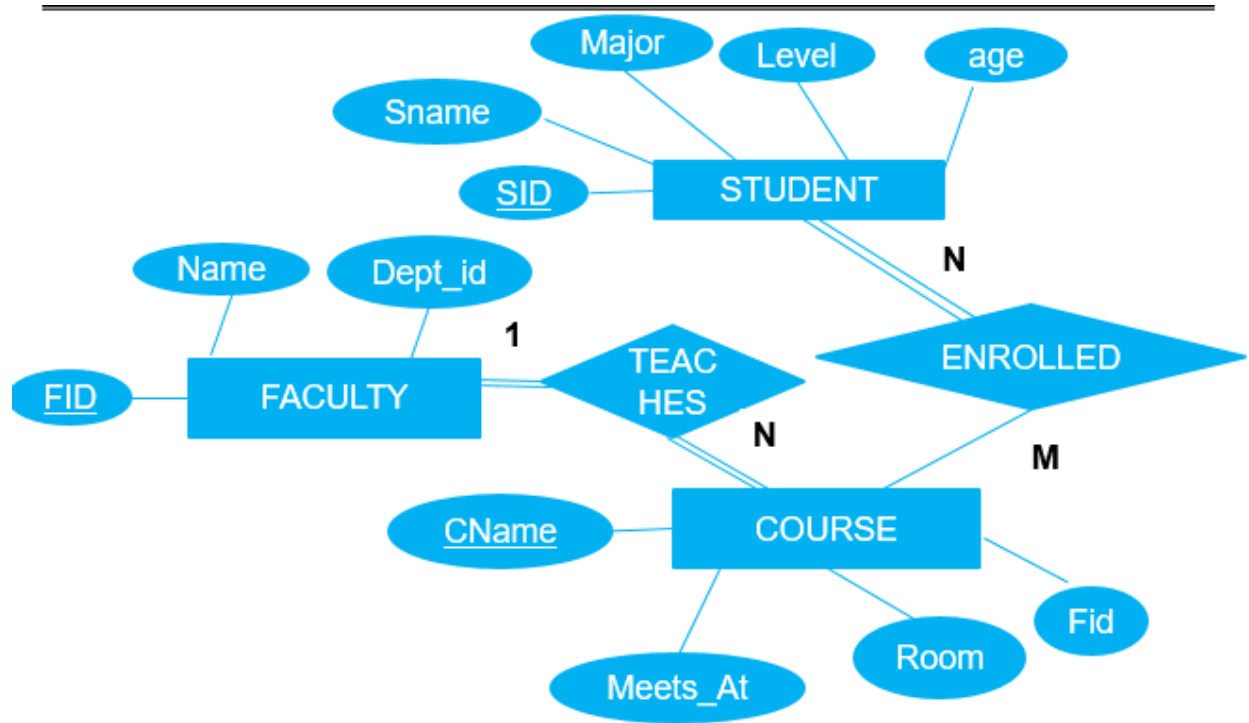 Major
Level
age
Sname
SID
STUDENT
N
Name
Dept_id
1
TEAC
HES
ENROLLED
FID
FACULTY
N
M
CName
COURSE
Fid
Room
Meets_At